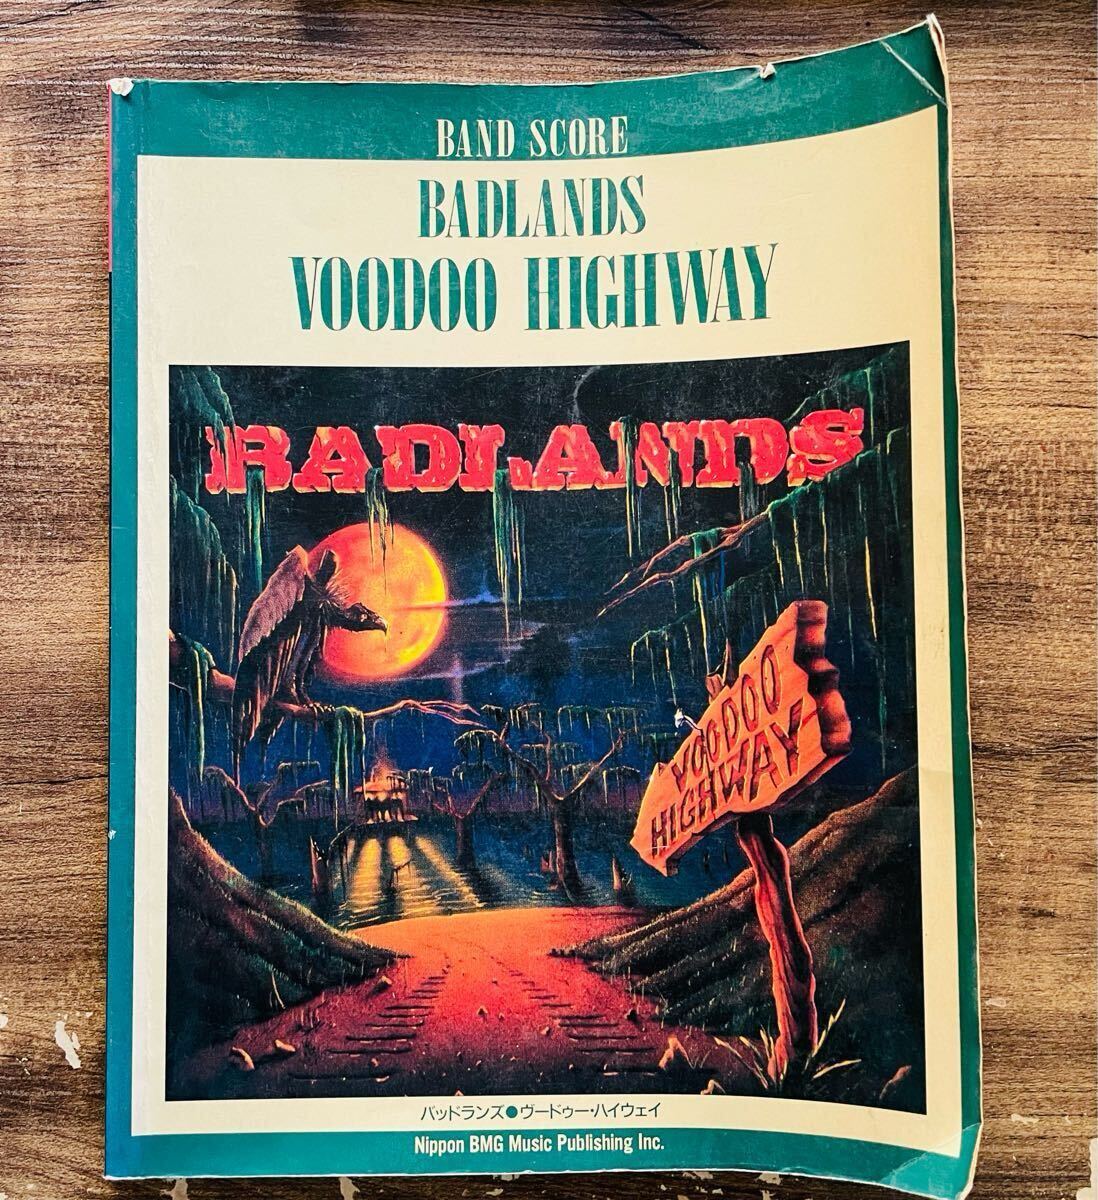 BAND SCORE
BADLANDS
VOODOO HIGHWAY
BADLANDS
VOODOO
HIGHWAY
バッドランズ●ヴードゥー・ハイウェイ
Nippon BMG Music Publishing Inc.